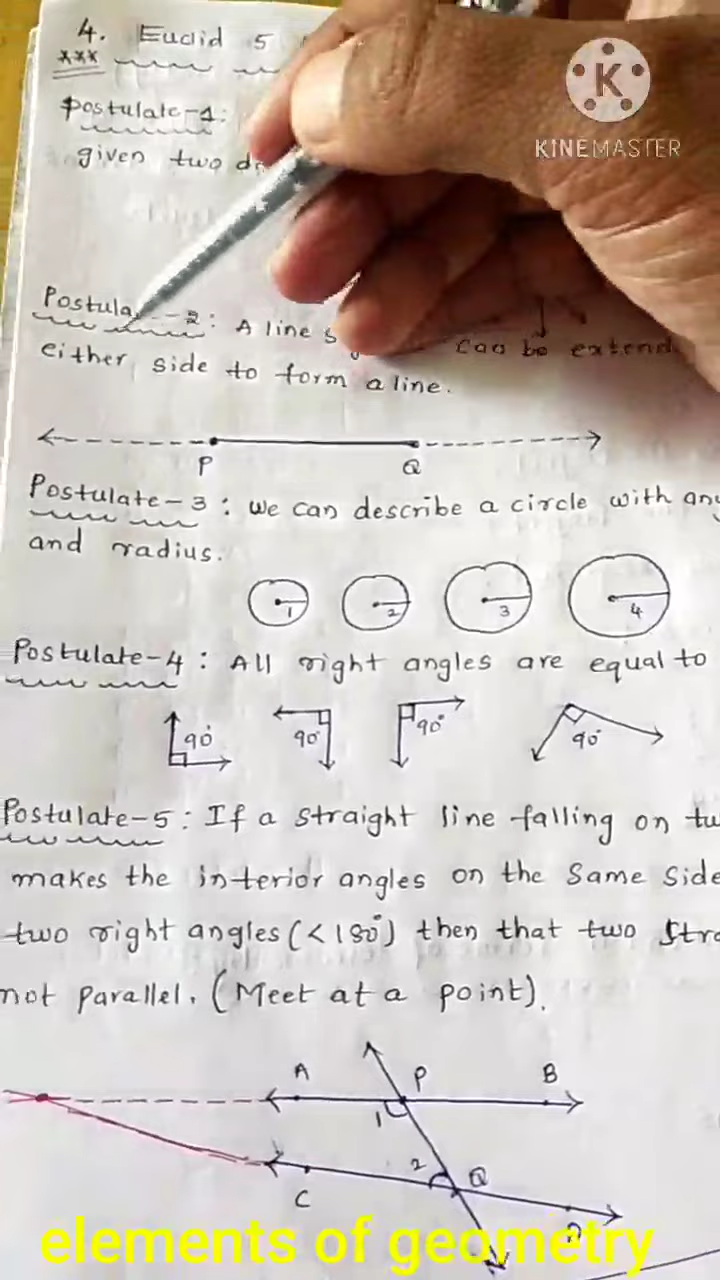 4. Euclid 5
***
K
KINEMASTER
Postulate-1:
given two
Postula -2: A line can be extend
either side to form a line.
P Q
Postulate-3: we can describe a circle with any
and radius.
1 2 3 4
Postulate-4: All right angles are equal to
90° 90° 90° 90°
Postulate-5: If a straight line falling on
makes the interior angles on the same side
two right angles (<180°) then that two
not parallel. (Meet at a point).
A P B
1
2 Q
C D
elements of geometry